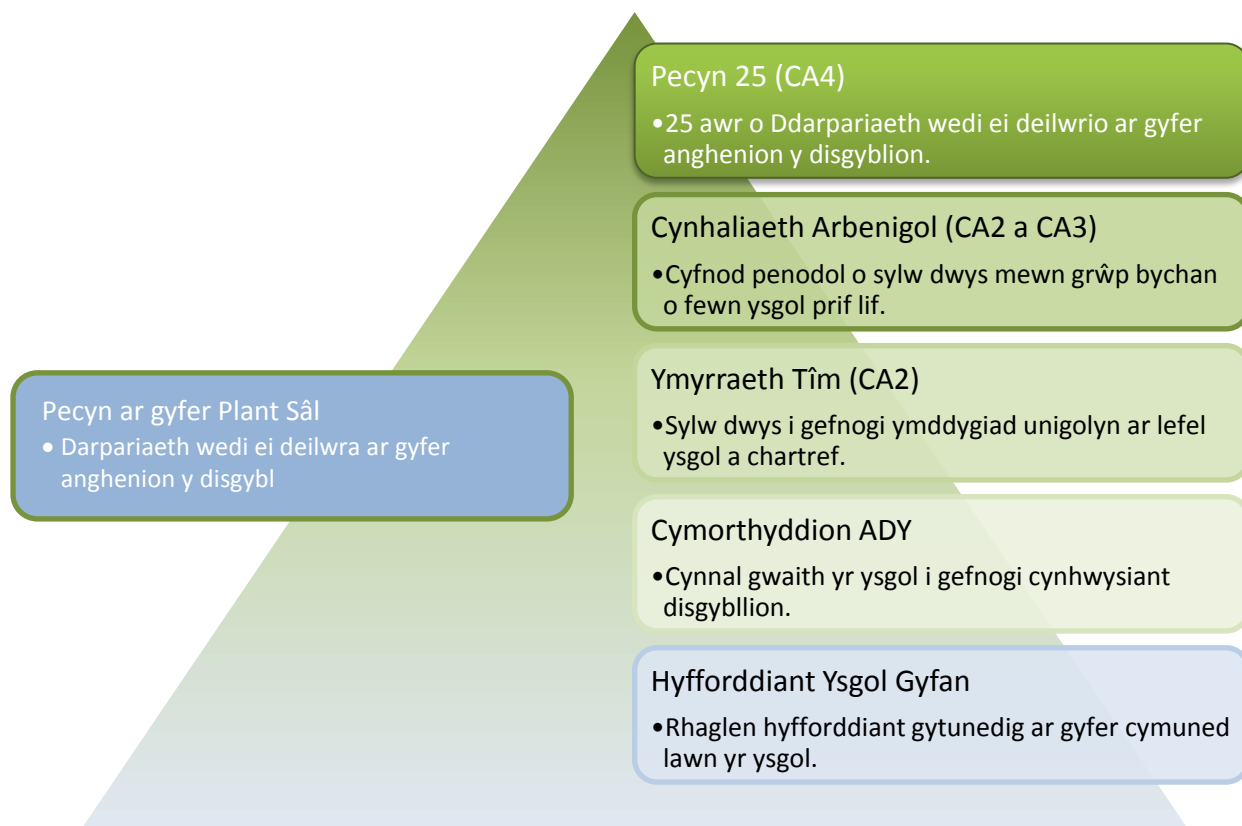 Pecyn 25 (CA4)
•25 awr o Ddarpariaeth wedi ei deilwrio ar gyfer
anghenion y disgyblion.
Cynhaliaeth Arbenigol (CA2 a CA3)
•Cyfnod penodol o sylw dwys mewn grŵp bychan
o fewn ysgol prif lif.
Ymyrraeth Tîm (CA2)
•Sylw dwys i gefnogi ymddygiad unigolyn ar lefel
ysgol a chartref.
Cymorthyddion ADY
•Cynnal gwaith yr ysgol i gefnogi cynhwysiant
disgybllion.
Hyfforddiant Ysgol Gyfan
•Rhaglen hyfforddiant gytunedig ar gyfer cymuned
lawn yr ysgol.
Pecyn ar gyfer Plant Sâl
• Darpariaeth wedi ei deilwra ar gyfer
anghenion y disgybl